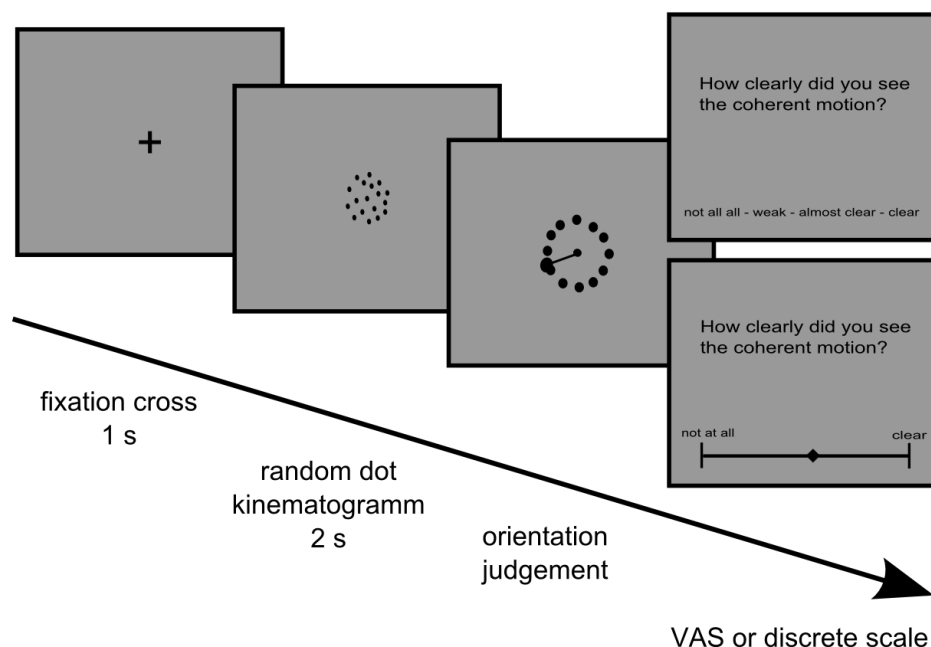 How clearly did you see
the coherent motion?
not all all - weak - almost clear - clear
How clearly did you see
the coherent motion?
not at all
clear
fixation cross
1 s
random dot
kinematogramm
2 s
orientation
judgement
VAS or discrete scale